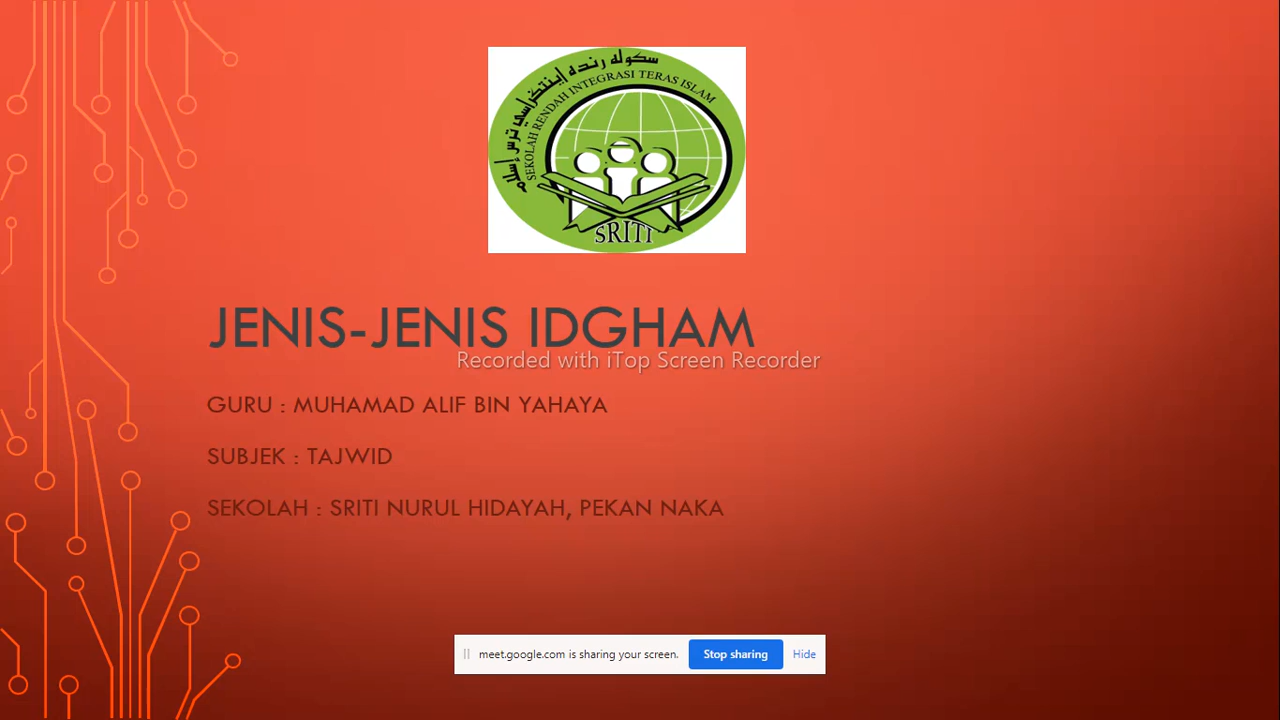 سكوله رنده إينتݢراسي ترس إسلام
SEKOLAH RENDAH INTEGRASI TERAS ISLAM
SRITI
JENIS-JENIS IDGHAM
Recorded with iTop Screen Recorder
GURU : MUHAMAD ALIF BIN YAHAYA
SUBJEK : TAJWID
SEKOLAH : SRITI NURUL HIDAYAH, PEKAN NAKA
meet.google.com is sharing your screen.
Stop sharing
Hide